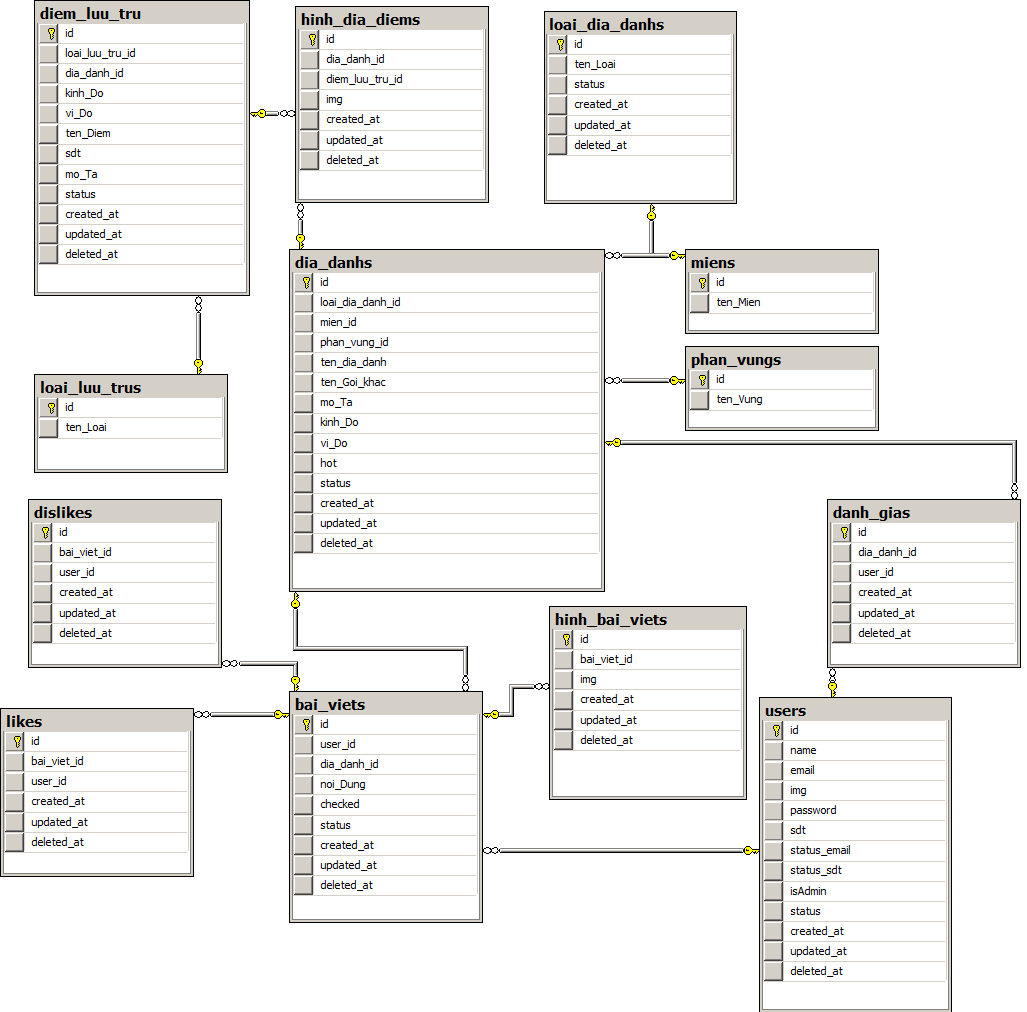 diem_luu_tru
id
loai_luu_tru_id
dia_danh_id
kinh_Do
vi_Do
ten_Diem
sdt
mo_Ta
status
created_at
updated_at
deleted_at
hinh_dia_diems
id
dia_danh_id
diem_luu_tru_id
img
created_at
updated_at
deleted_at
loai_dia_danhs
id
ten_Loai
status
created_at
updated_at
deleted_at
dia_danhs
id
loai_dia_danh_id
mien_id
phan_vung_id
ten_dia_danh
ten_Goi_khac
mo_Ta
kinh_Do
vi_Do
hot
status
created_at
updated_at
deleted_at
miens
id
ten_Mien
phan_vungs
id
ten_Vung
loai_luu_trus
id
ten_Loai
dislikes
id
bai_viet_id
user_id
created_at
updated_at
deleted_at
danh_gias
id
dia_danh_id
user_id
created_at
updated_at
deleted_at
hinh_bai_viets
id
bai_viet_id
img
created_at
updated_at
deleted_at
likes
id
bai_viet_id
user_id
created_at
updated_at
deleted_at
bai_viets
id
user_id
dia_danh_id
noi_Dung
checked
status
created_at
updated_at
deleted_at
users
id
name
email
img
password
sdt
status_email
status_sdt
isAdmin
status
created_at
updated_at
deleted_at